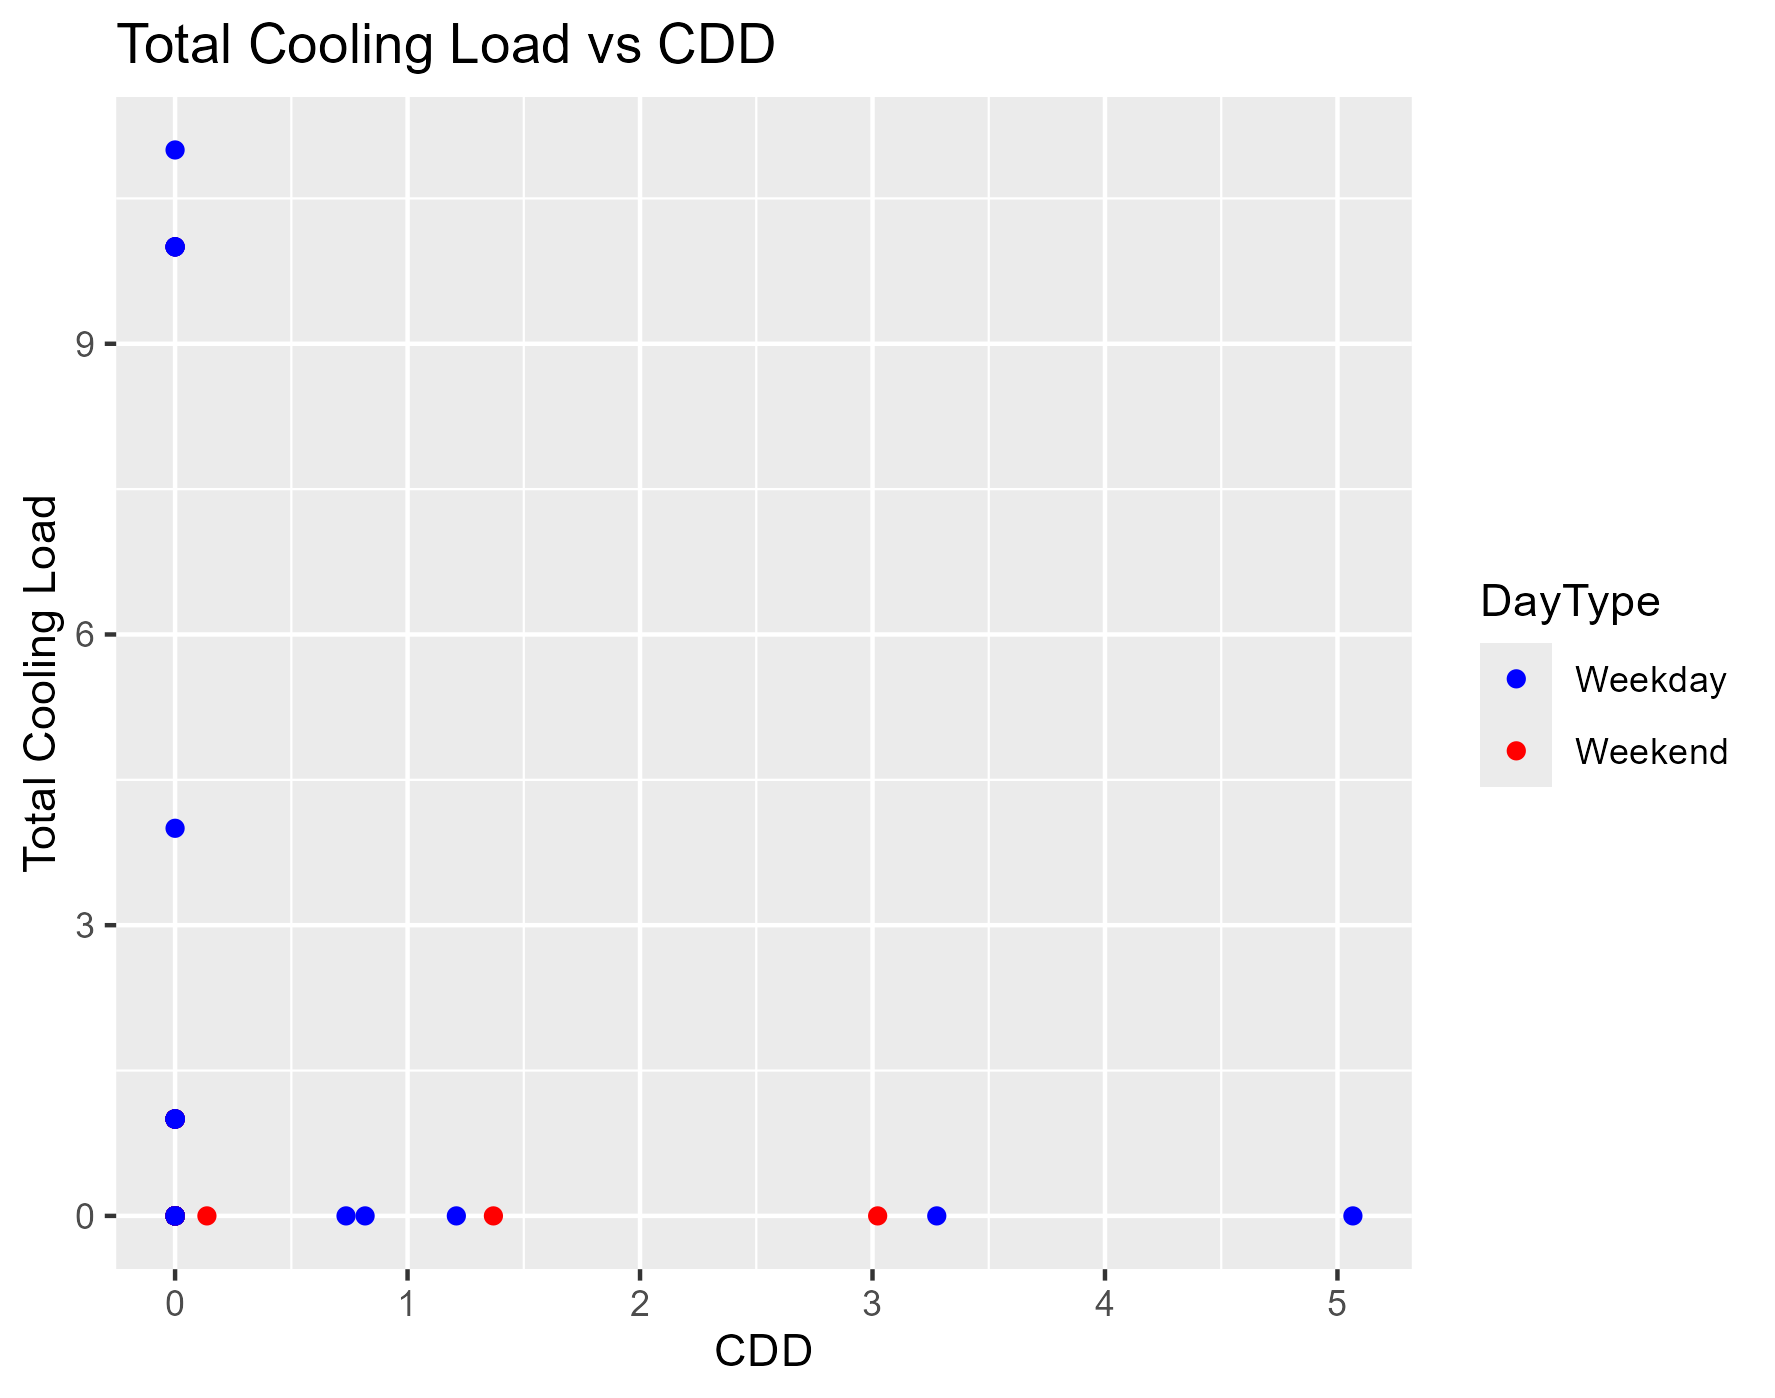 Total Cooling Load vs CDD
Total Cooling Load
9
6
3
0
0 1 2 3 4 5
CDD
DayType
Weekday
Weekend